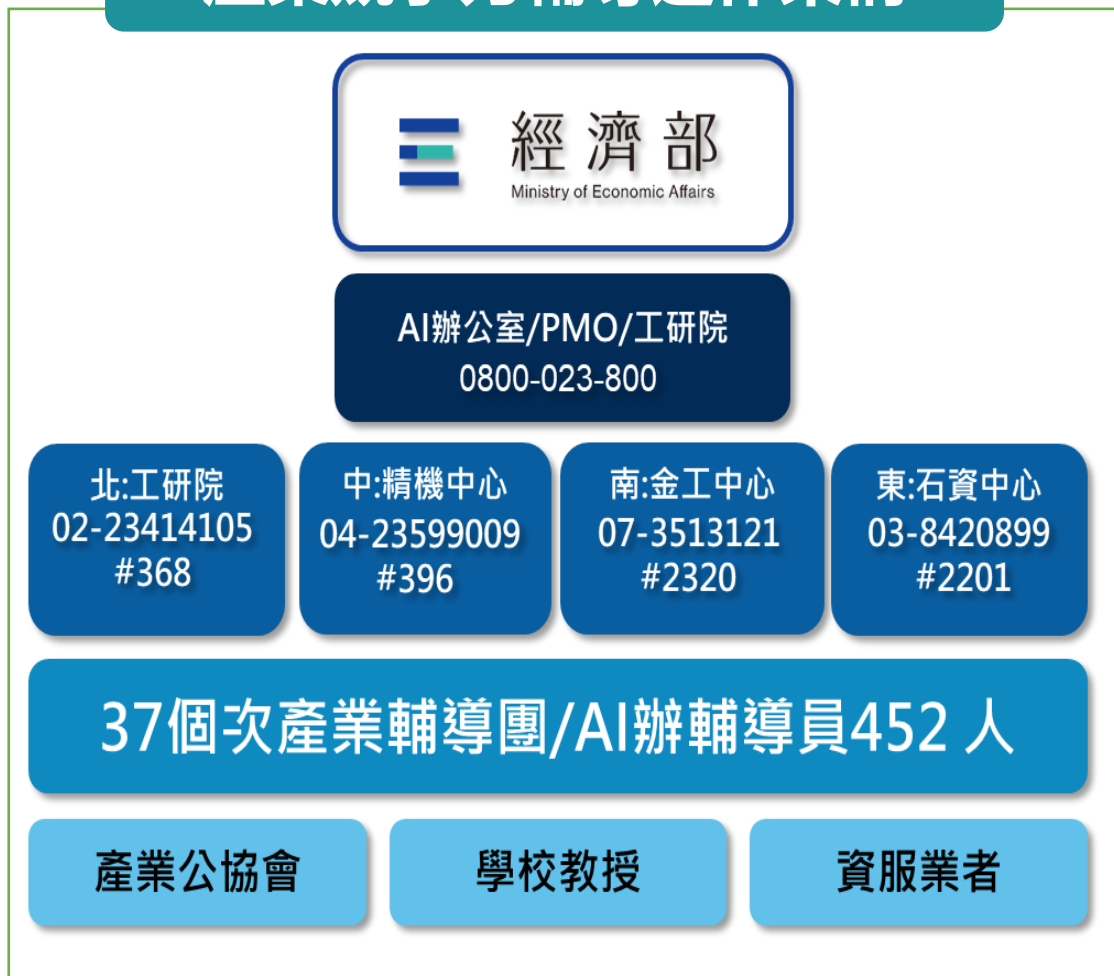 經濟部
Ministry of Economic Affairs
AI辦公室/PMO/工研院
0800-023-800
北:工研院
02-23414105
#368
中:精機中心
04-23599009
#396
南:金工中心
07-3513121
#2320
東:石資中心
03-8420899
#2201
37個次產業輔導團/AI辦輔導員452 人
產業公協會
學校教授
資服業者